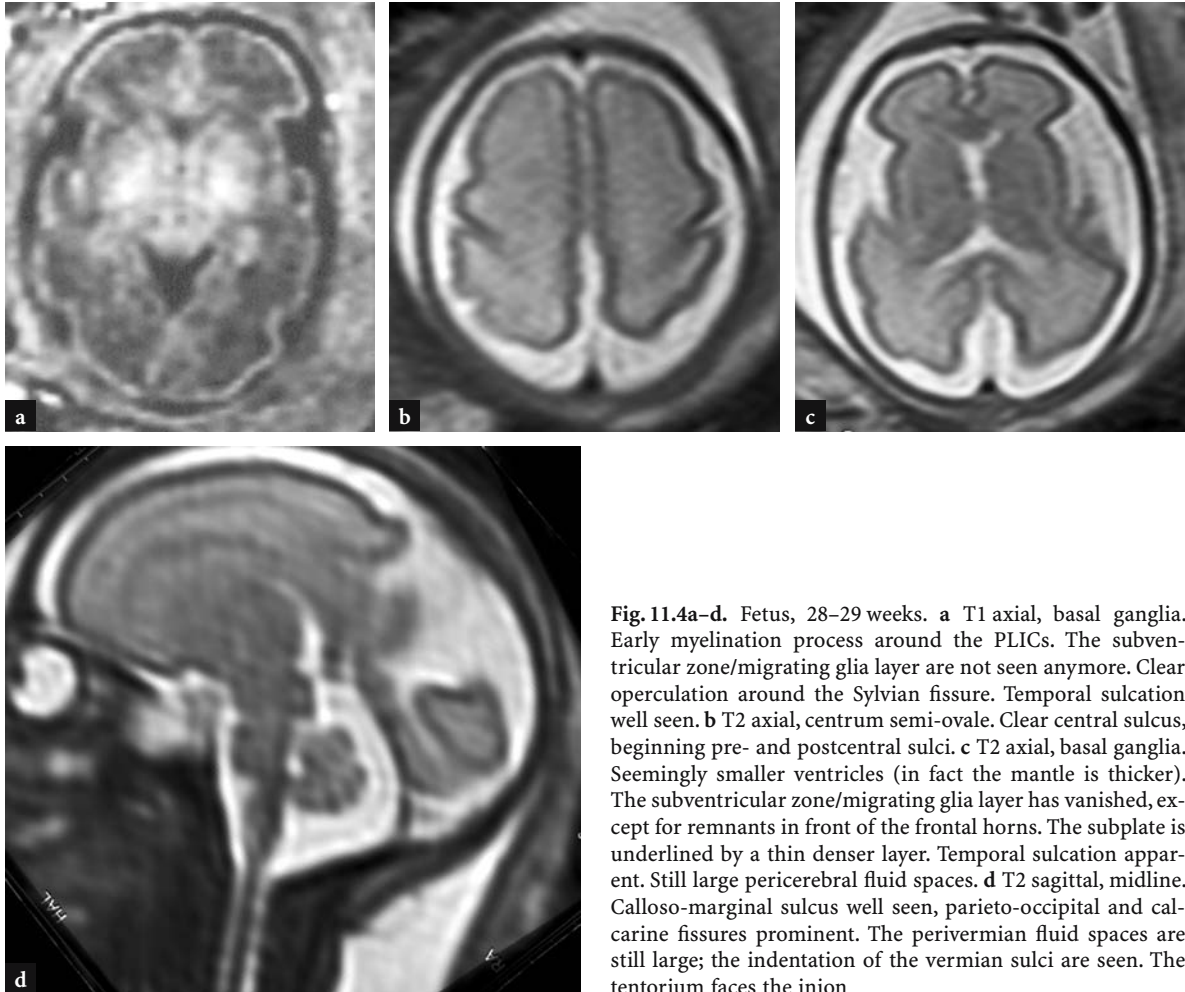 a
b
c
Fig. 11.4a–d. Fetus, 28–29 weeks. a T1 axial, basal ganglia.
Early myelination process around the PLICs. The subven-
tricular zone/migrating glia layer are not seen anymore. Clear
operculation around the Sylvian fissure. Temporal sulcation
well seen. b T2 axial, centrum semi-ovale. Clear central sulcus,
beginning pre- and postcentral sulci. c T2 axial, basal ganglia.
Seemingly smaller ventricles (in fact the mantle is thicker).
The subventricular zone/migrating glia layer has vanished, ex-
cept for remnants in front of the frontal horns. The subplate is
underlined by a thin denser layer. Temporal sulcation appar-
ent. Still large pericerebral fluid spaces. d T2 sagittal, midline.
Calloso-marginal sulcus well seen, parieto-occipital and cal-
carine fissures prominent. The perivermian fluid spaces are
still large; the indentation of the vermian sulci are seen. The
tentorium faces the inion
HAL
RA
d